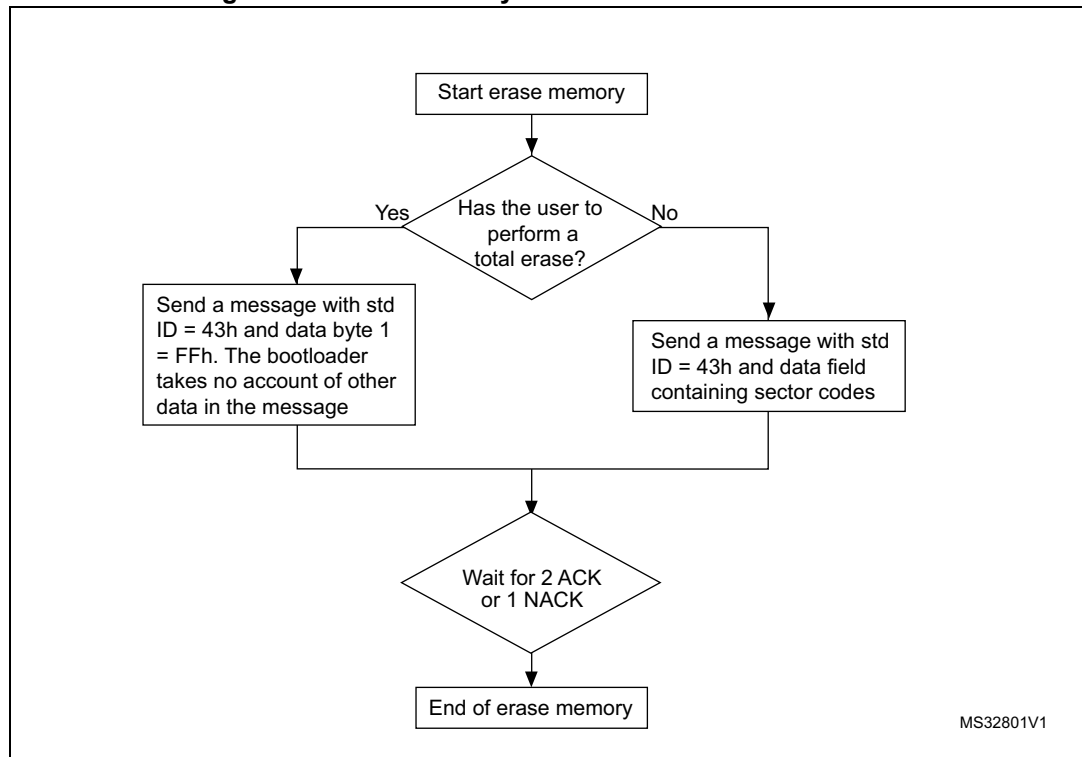 Start erase memory
Yes
Has the user to
perform a
total erase?
No
Send a message with std
ID = 43h and data byte 1
= FFh. The bootloader
takes no account of other
data in the message
Send a message with std
ID = 43h and data field
containing sector codes
Wait for 2 ACK
or 1 NACK
End of erase memory
MS32801V1